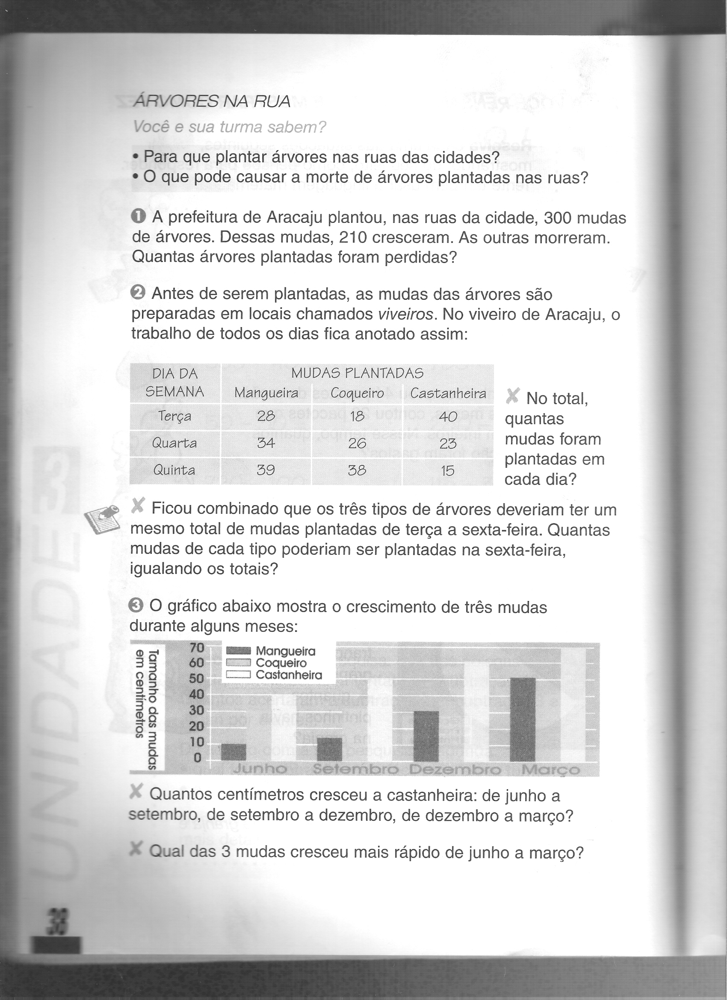 ÁRVORES NA RUA
Você e sua turma sabem?
• Para que plantar árvores nas ruas das cidades?
• O que pode causar a morte de árvores plantadas nas ruas?
1 A prefeitura de Aracaju plantou, nas ruas da cidade, 300 mudas
de árvores. Dessas mudas, 210 cresceram. As outras morreram.
Quantas árvores plantadas foram perdidas?
2 Antes de serem plantadas, as mudas das árvores são
preparadas em locais chamados viveiros. No viveiro de Aracaju, o
trabalho de todos os dias fica anotado assim:
DIA DA SEMANA MUDAS PLANTADAS
Mangueira Coqueiro Castanheira
Terça 28 18 40
Quarta 34 26 23
Quinta 39 38 15
✘ No total,
quantas
mudas foram
plantadas em
cada dia?
✘ Ficou combinado que os três tipos de árvores deveriam ter um
mesmo total de mudas plantadas de terça a sexta-feira. Quantas
mudas de cada tipo poderiam ser plantadas na sexta-feira,
igualando os totais?
3 O gráfico abaixo mostra o crescimento de três mudas
durante alguns meses:
Tamanho das mudas
em centímetros
70
60
50
40
30
20
10
0
Mangueira
Coqueiro
Castanheira
Junho Setembro Dezembro Março
✘ Quantos centímetros cresceu a castanheira: de junho a
setembro, de setembro a dezembro, de dezembro a março?
✘ Qual das 3 mudas cresceu mais rápido de junho a março?
UNIDADE 3
38